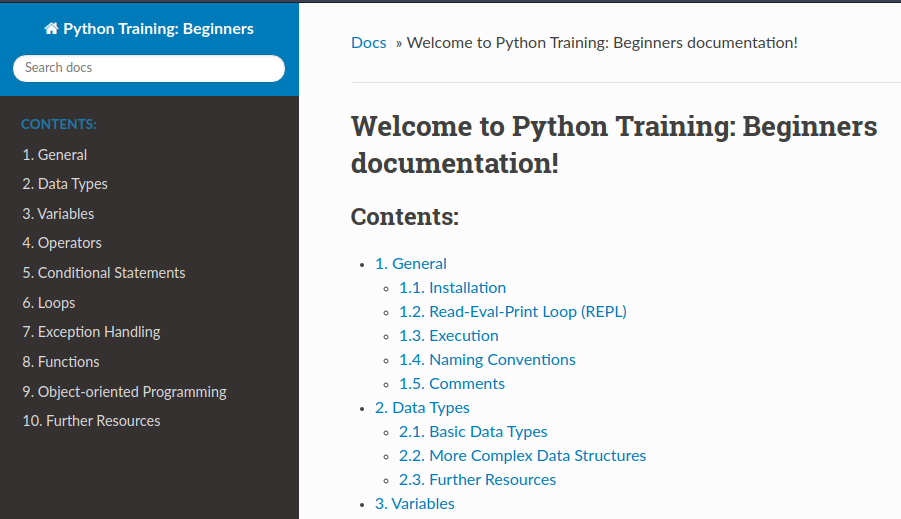 Python Training: Beginners
Search docs
CONTENTS:
1. General
2. Data Types
3. Variables
4. Operators
5. Conditional Statements
6. Loops
7. Exception Handling
8. Functions
9. Object-oriented Programming
10. Further Resources
Docs » Welcome to Python Training: Beginners documentation!
Welcome to Python Training: Beginners
documentation!
Contents:
• 1. General
◦ 1.1. Installation
◦ 1.2. Read-Eval-Print Loop (REPL)
◦ 1.3. Execution
◦ 1.4. Naming Conventions
◦ 1.5. Comments
• 2. Data Types
◦ 2.1. Basic Data Types
◦ 2.2. More Complex Data Structures
◦ 2.3. Further Resources
• 3. Variables